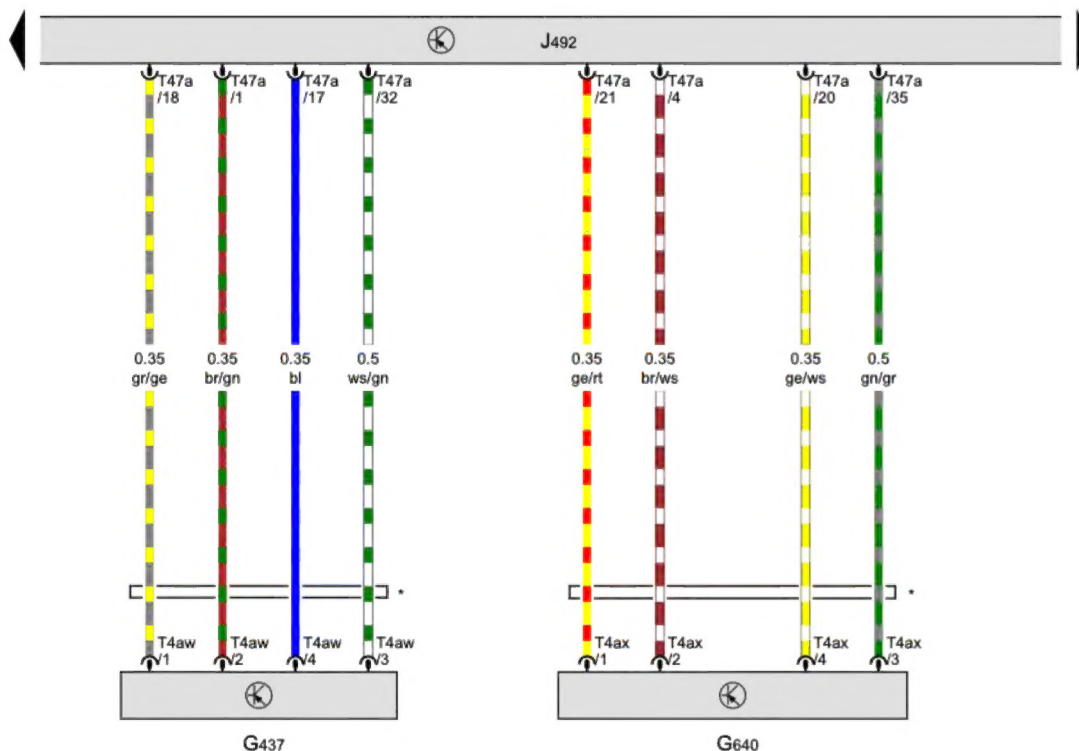 J492
T47a T47a T47a T47a T47a T47a T47a T47a
/18 /1 /17 /32 /21 /4 /20 /35
0.35 0.35 0.35 0.5 0.35 0.35 0.35 0.5
gr/ge br/gn bl ws/gn ge/rt br/ws ge/ws gn/gr
* *
T4aw T4aw T4aw T4aw T4ax T4ax T4ax T4ax
/1 /2 /4 /3 /1 /2 /4 /3
G437 G640